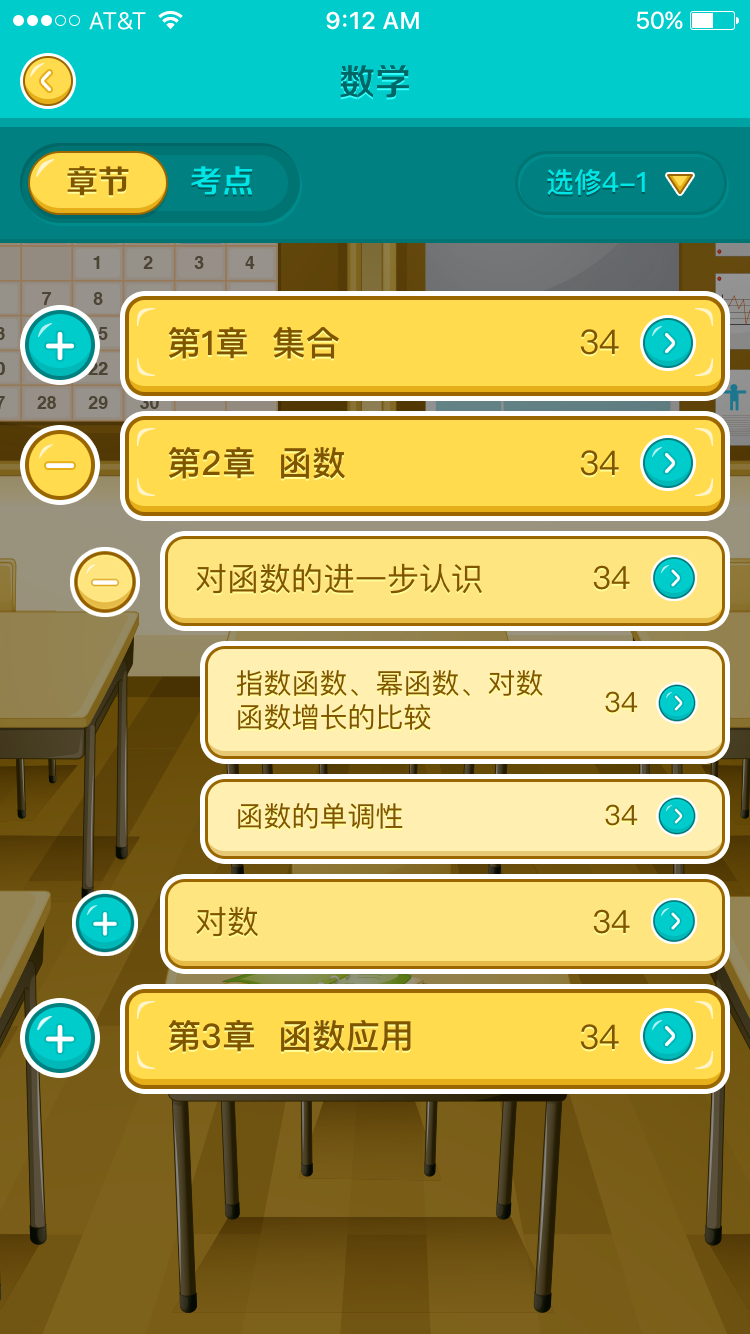 AT&T 9:12 AM 50%
数学
章节 考点 选修4-1
1 2 3 4
7 8
5
22
28 29 30
第1章 集合 34
第2章 函数 34
对函数的进一步认识 34
指数函数、幂函数、对数
函数增长的比较 34
函数的单调性 34
对数 34
第3章 函数应用 34